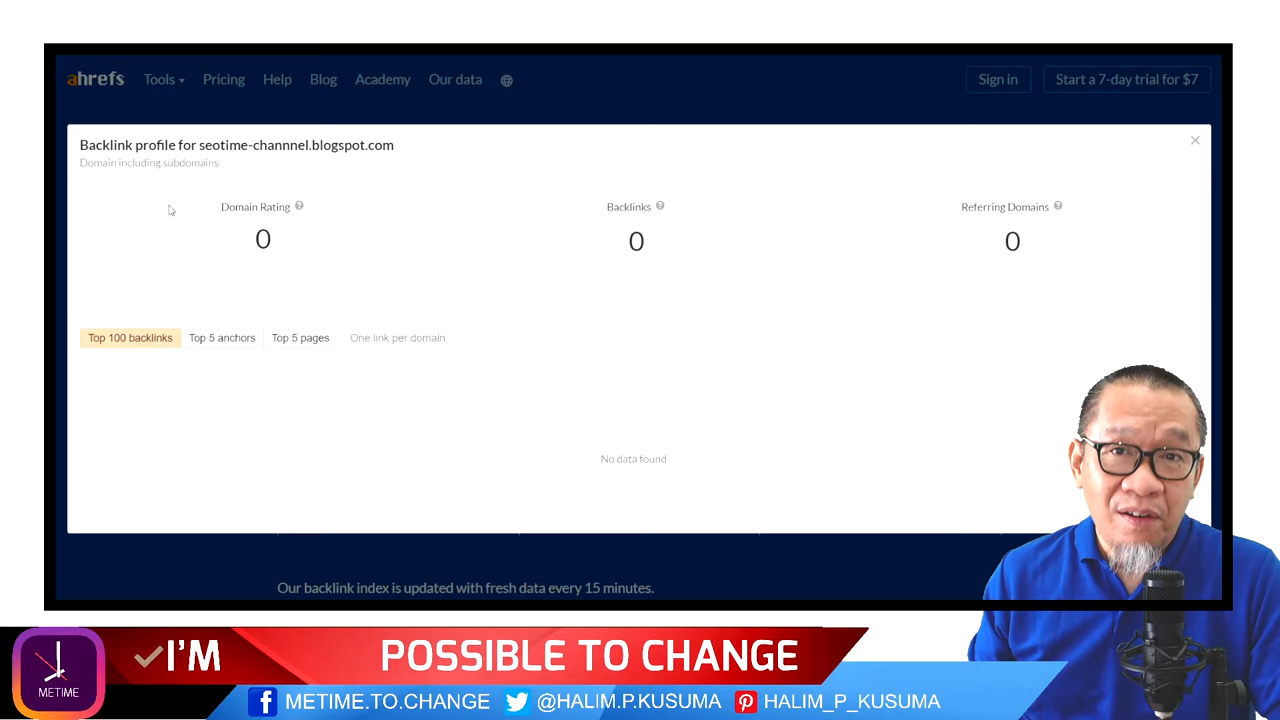 ahrefs Tools Pricing Help Blog Academy Our data Sign in Start a 7-day trial for $7
Backlink profile for seotime-channnel.blogspot.com
Domain including subdomains
Domain Rating Backlinks Referring Domains
0 0 0
Top 100 backlinks Top 5 anchors Top 5 pages One link per domain
No data found
Our backlink index is updated with fresh data every 15 minutes.
I'M POSSIBLE TO CHANGE
METIME
METIME.TO.CHANGE @HALIM.P.KUSUMA HALIM_P_KUSUMA